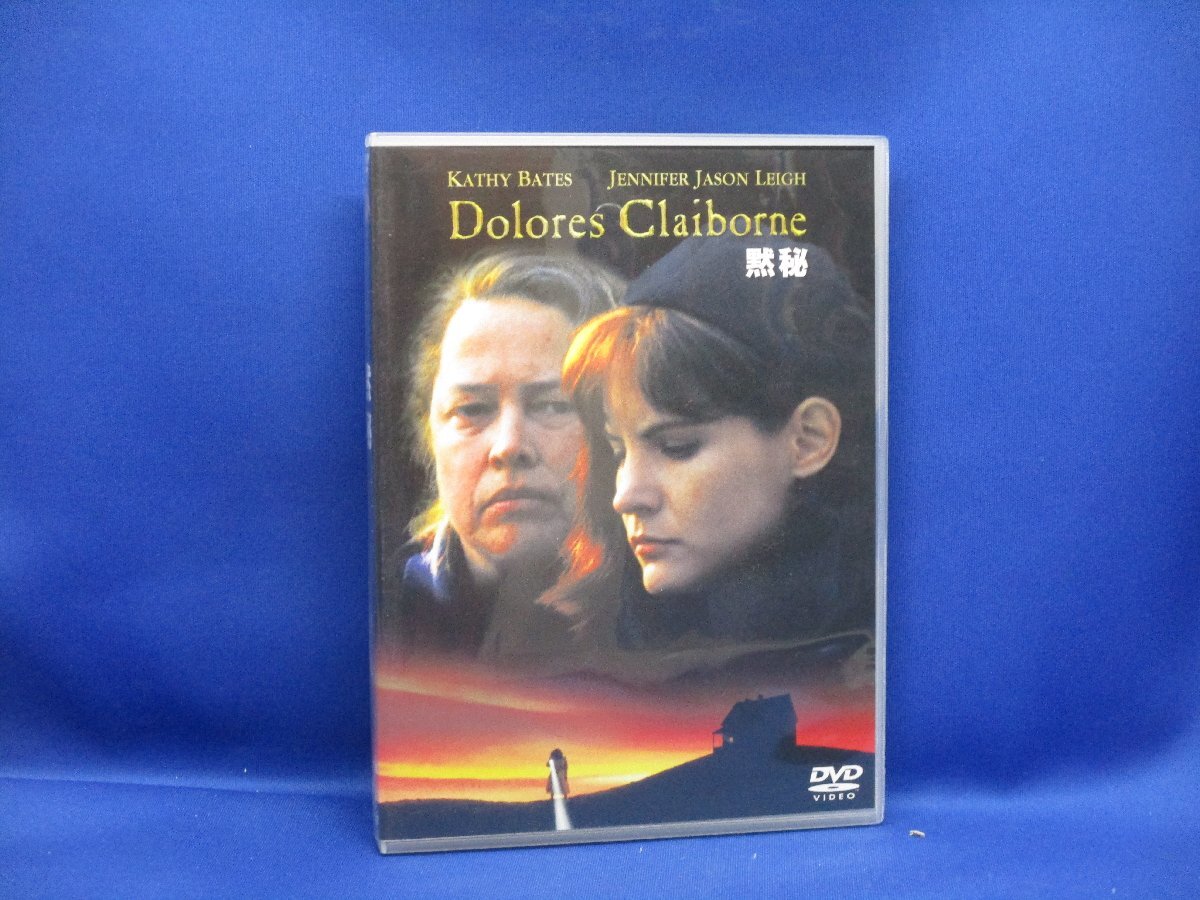 KATHY BATES JENNIFER JASON LEIGH
Dolores Claiborne
黙秘
DVD
VIDEO